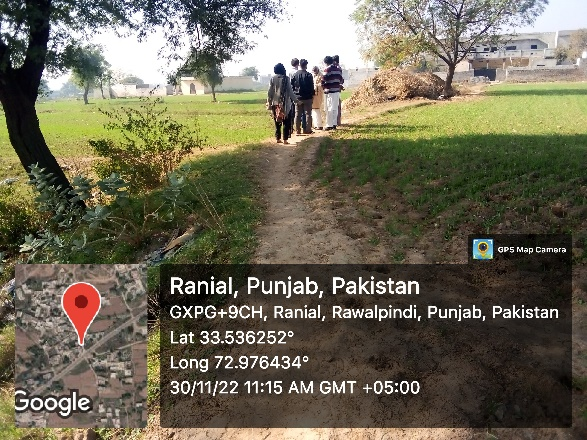 GPS Map Camera
Ranial, Punjab, Pakistan
GXPG+9CH, Ranial, Rawalpindi, Punjab, Pakistan
Lat 33.536252°
Long 72.976434°
30/11/22 11:15 AM GMT +05:00
Google